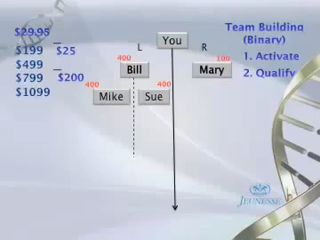 $29.95
$199 $25
$499
$799 $200
$1099
L
You
R
Team Building
(Binary)
1. Activate
2. Qualify
400
Bill
100
Mary
400
Mike
400
Sue
JEUNESSE